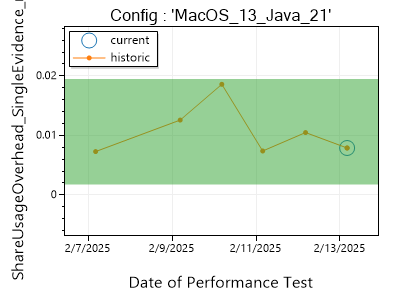 Config : 'MacOS_13_Java_21'
current
historic
0.02
0.01
0
2/7/2025
2/9/2025
2/11/2025
2/13/2025
Date of Performance Test
ShareUsageOverhead_SingleEvidence_